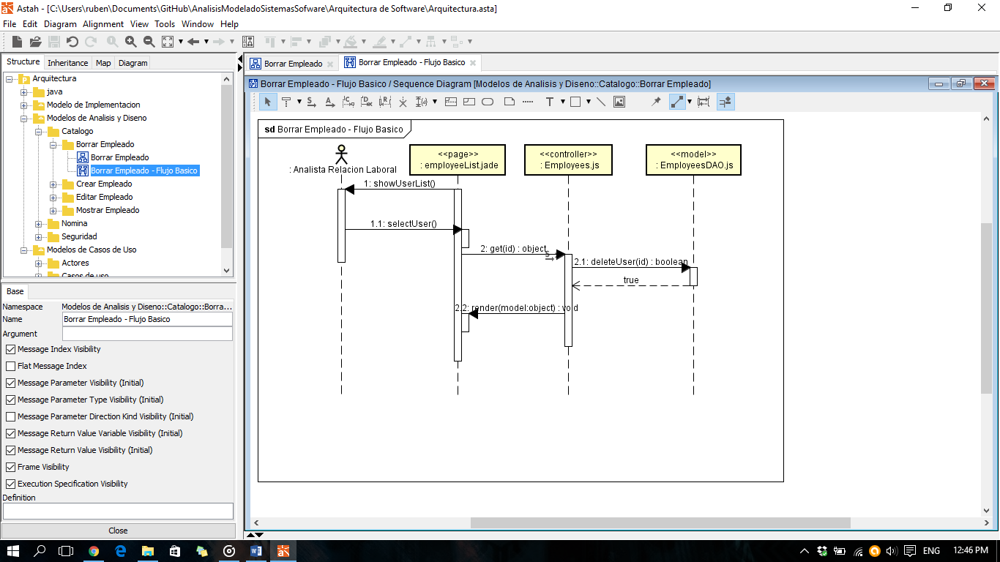 Astah - [C:\Users\ruben\Documents\GitHub\AnalisisModeladoSistemasSofware\Arquitectura de Software\Arquitectura.asta]
File Edit Diagram Alignment View Tools Window Help
Structure Inheritance Map Diagram
Arquitectura
java
Modelo de Implementacion
Modelos de Analisis y Diseno
Catalogo
Borrar Empleado
Borrar Empleado
Borrar Empleado - Flujo Basico
Crear Empleado
Editar Empleado
Mostrar Empleado
Nomina
Seguridad
Modelos de Casos de Uso
Actores
Casos de uso
Base
Namespace Modelos de Analisis y Diseno::Catalogo::Borra...
Name Borrar Empleado - Flujo Basico
Argument
Message Index Visibility
Flat Message Index
Message Parameter Visibility (Initial)
Message Parameter Type Visibility (Initial)
Message Parameter Direction Kind Visibility (Initial)
Message Return Value Variable Visibility (Initial)
Message Return Value Visibility (Initial)
Frame Visibility
Execution Specification Visibility
Definition
Close
Borrar Empleado Borrar Empleado - Flujo Basico
Borrar Empleado - Flujo Basico / Sequence Diagram [Modelos de Analisis y Diseno::Catalogo::Borrar Empleado]
sd Borrar Empleado - Flujo Basico
: Analista Relacion Laboral
<<page>>
: employeeList.jade
<<controller>>
: Employees.js
<<model>>
: EmployeesDAO.js
1: showUserList()
1.1: selectUser()
2: get(id) : object
2.1: deleteUser(id) : boolean
true
2.2: render(model:object) : void
ENG 12:46 PM